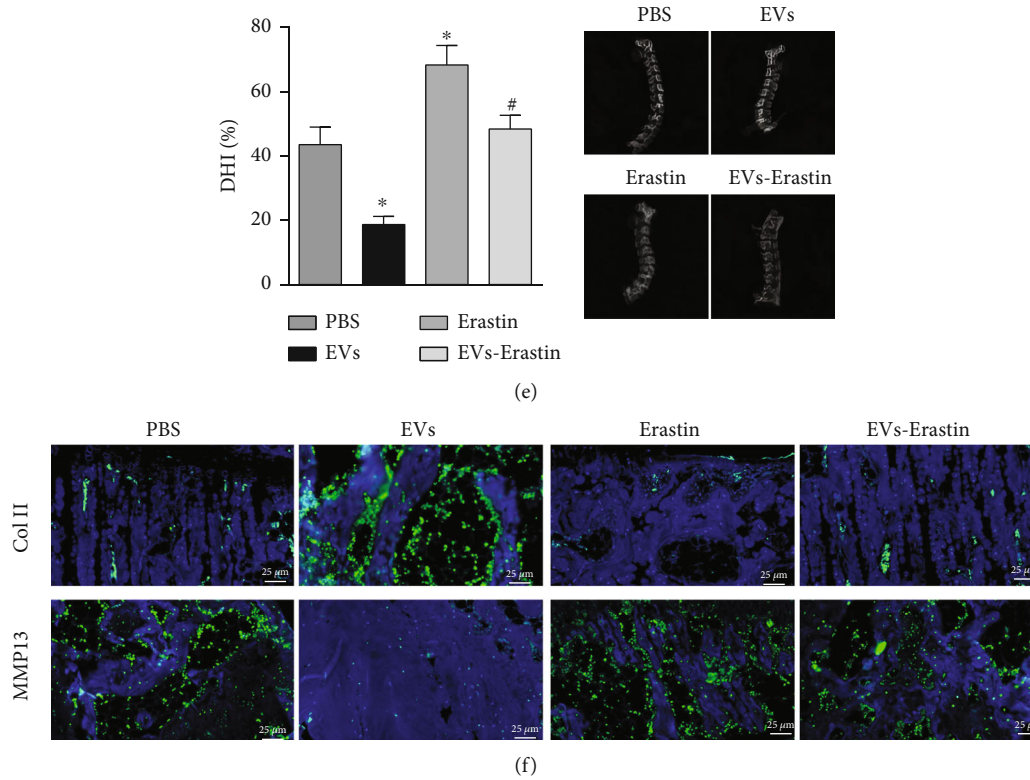 80
60
40
20
0
DHI (%)
*
*
#
PBS
Erastin
EVs
EVs-Erastin
PBS
EVs
Erastin
EVs-Erastin
(e)
PBS
EVs
Erastin
EVs-Erastin
Col II
25 μm
25 μm
25 μm
25 μm
MMP13
25 μm
25 μm
25 μm
25 μm
(f)